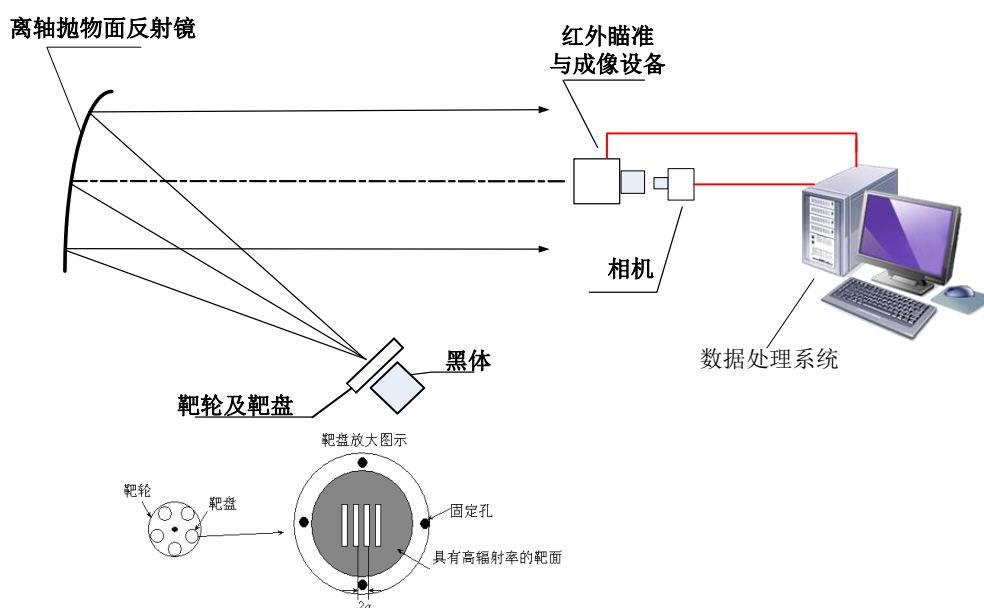 离轴抛物面反射镜
红外瞄准
与成像设备
相机
数据处理系统
黑体
靶轮及靶盘
靶盘放大图示
靶轮
靶盘
固定孔
具有高辐射率的靶面
2a